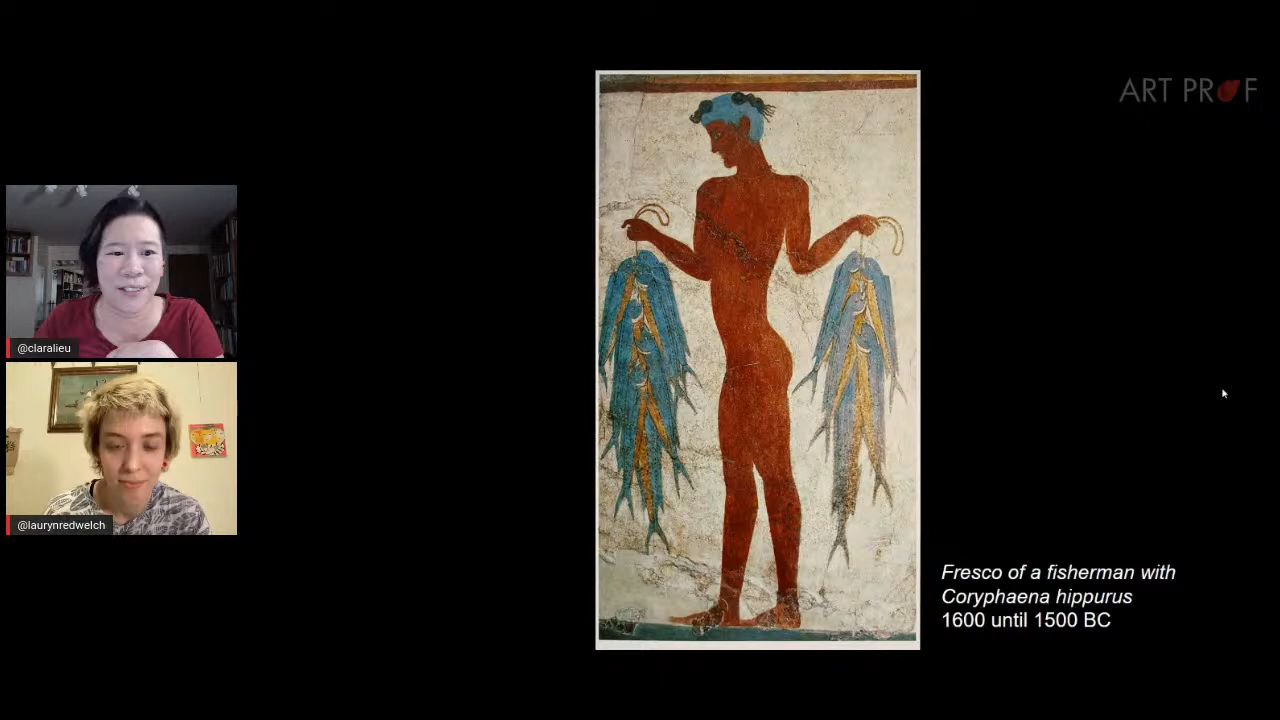 ART PROF
@claralieu
@laurynredwelch
Fresco of a fisherman with
Coryphaena hippurus
1600 until 1500 BC